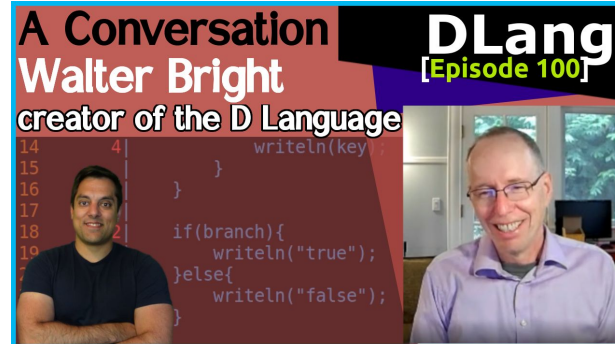 A Conversation
Walter Bright
creator of the D Language
DLang
[Episode 100]
14 4| writeln(key);
15 | }
16 | }
17 |
18 2| if(branch){
19 writeln("true");
}else{
writeln("false");
}